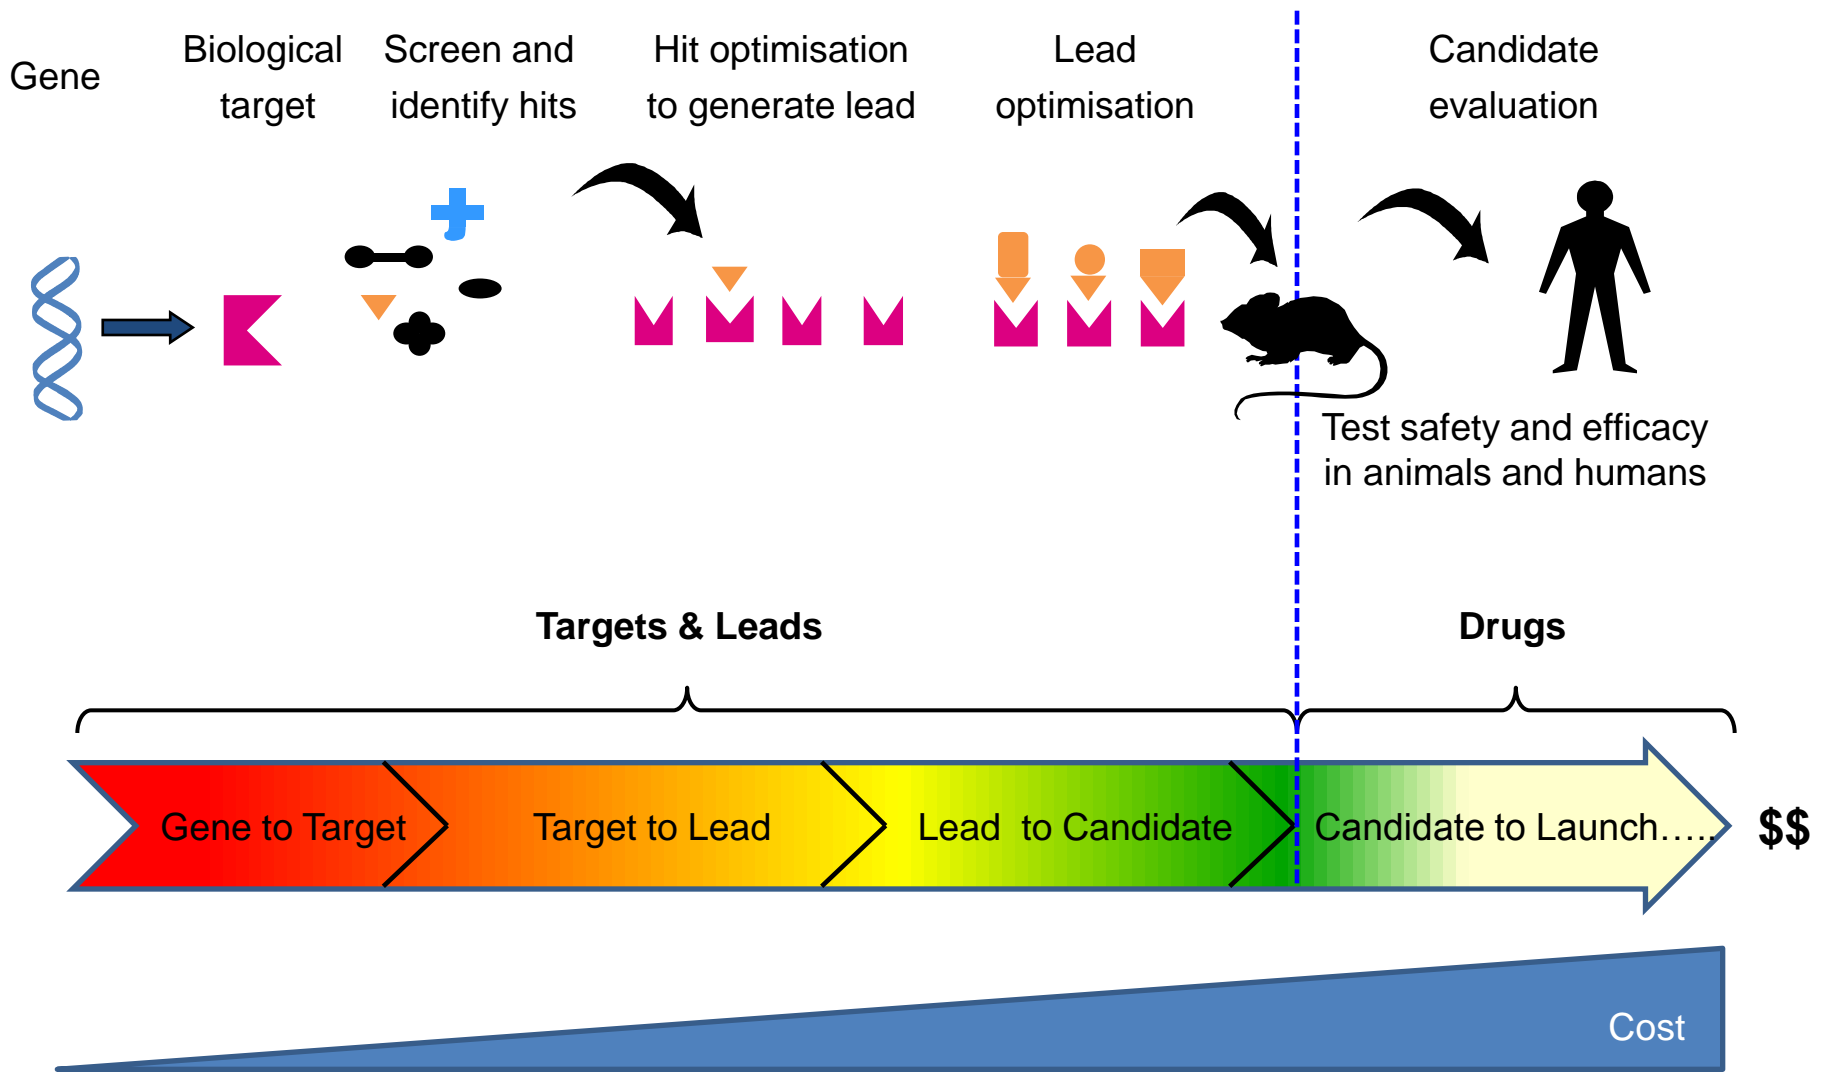 Gene
Biological
target
Screen and
identify hits
Hit optimisation
to generate lead
Lead
optimisation
Candidate
evaluation
Test safety and efficacy
in animals and humans
Targets & Leads
Drugs
Gene to Target
Target to Lead
Lead to Candidate
Candidate to Launch.....
$$
Cost